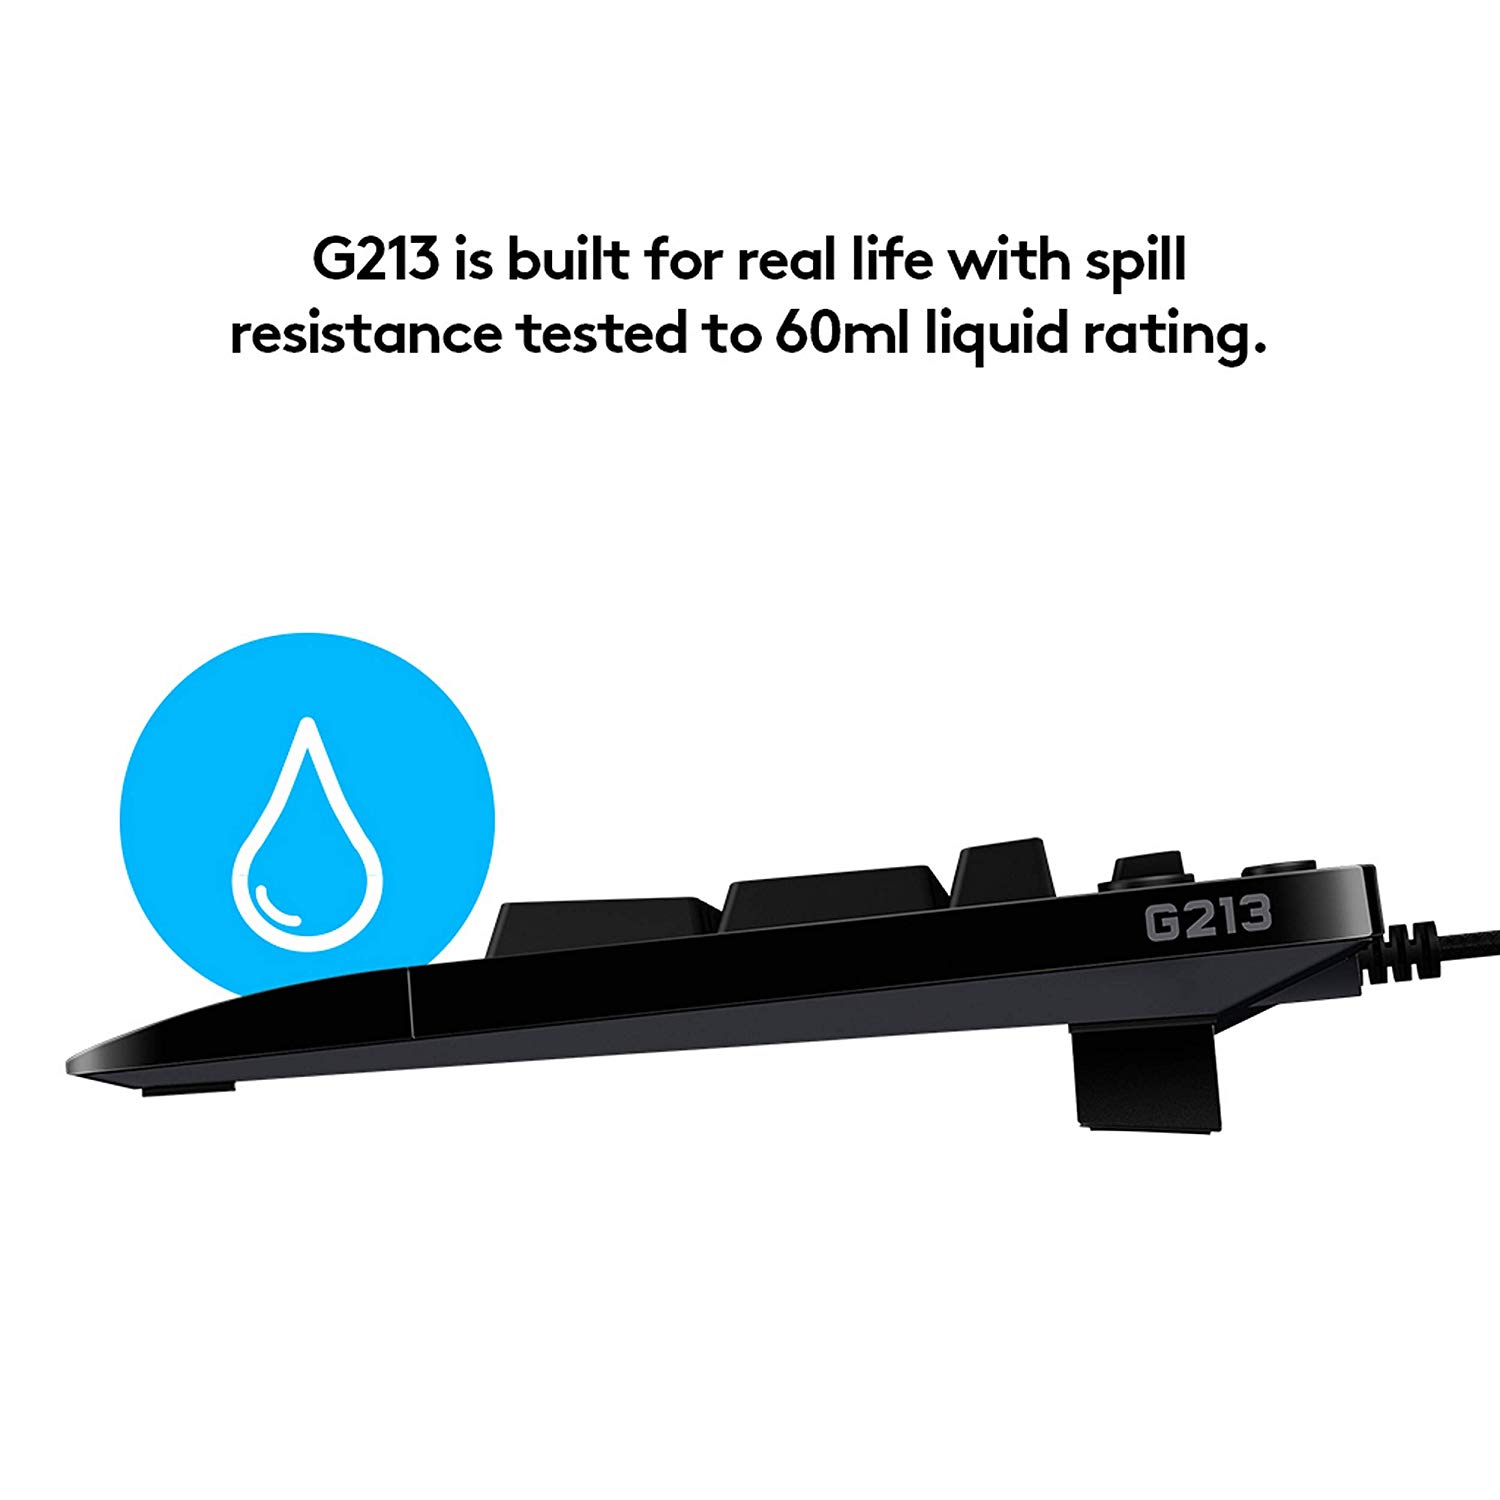 G213 is built for real life with spill
resistance tested to 60ml liquid rating.
G213